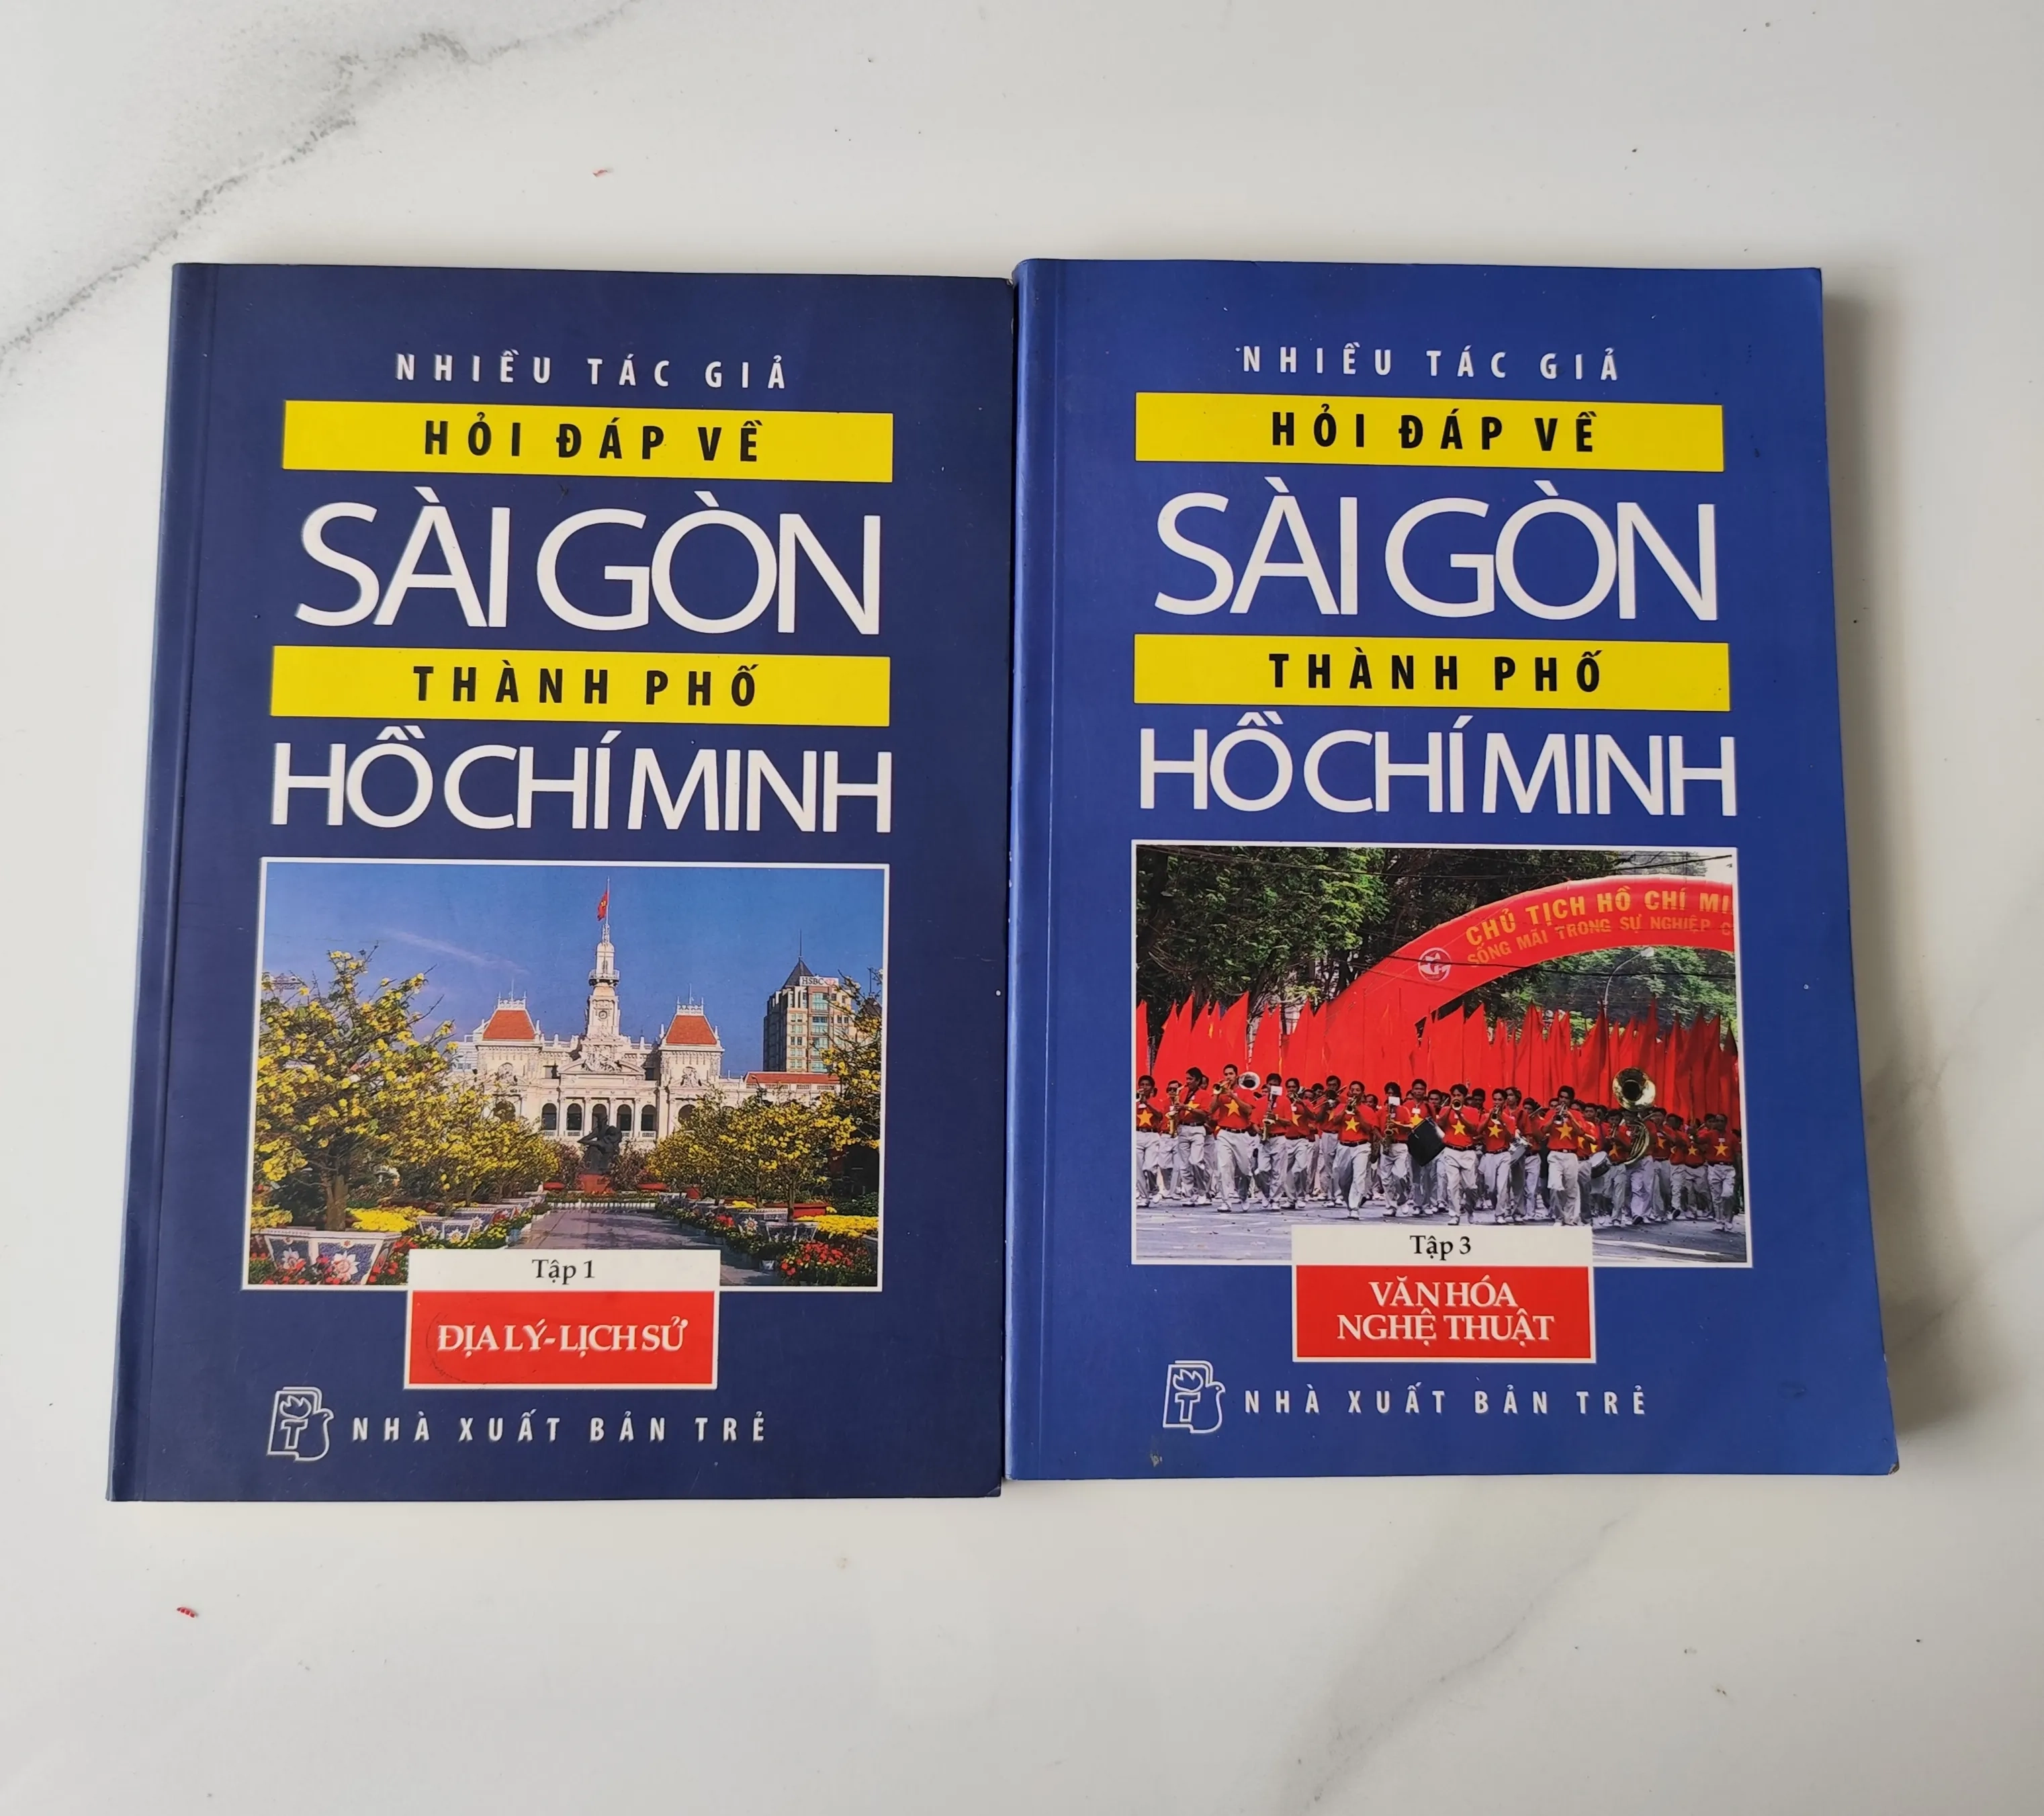 NHIỀU TÁC GIẢ
HỎI ĐÁP VỀ
SÀI GÒN
THÀNH PHỐ
HỒ CHÍ MINH
HSBC
Tập 1
ĐỊA LÝ-LỊCH SỬ
T
NHÀ XUẤT BẢN TRẺ
NHIỀU TÁC GIẢ
HỎI ĐÁP VỀ
SÀI GÒN
THÀNH PHỐ
HỒ CHÍ MINH
CHỦ TỊCH HỒ CHÍ MI
SỐNG MÃI TRONG SỰ NGHIỆP C
Tập 3
VĂN HÓA
NGHỆ THUẬT
T
NHÀ XUẤT BẢN TRẺ